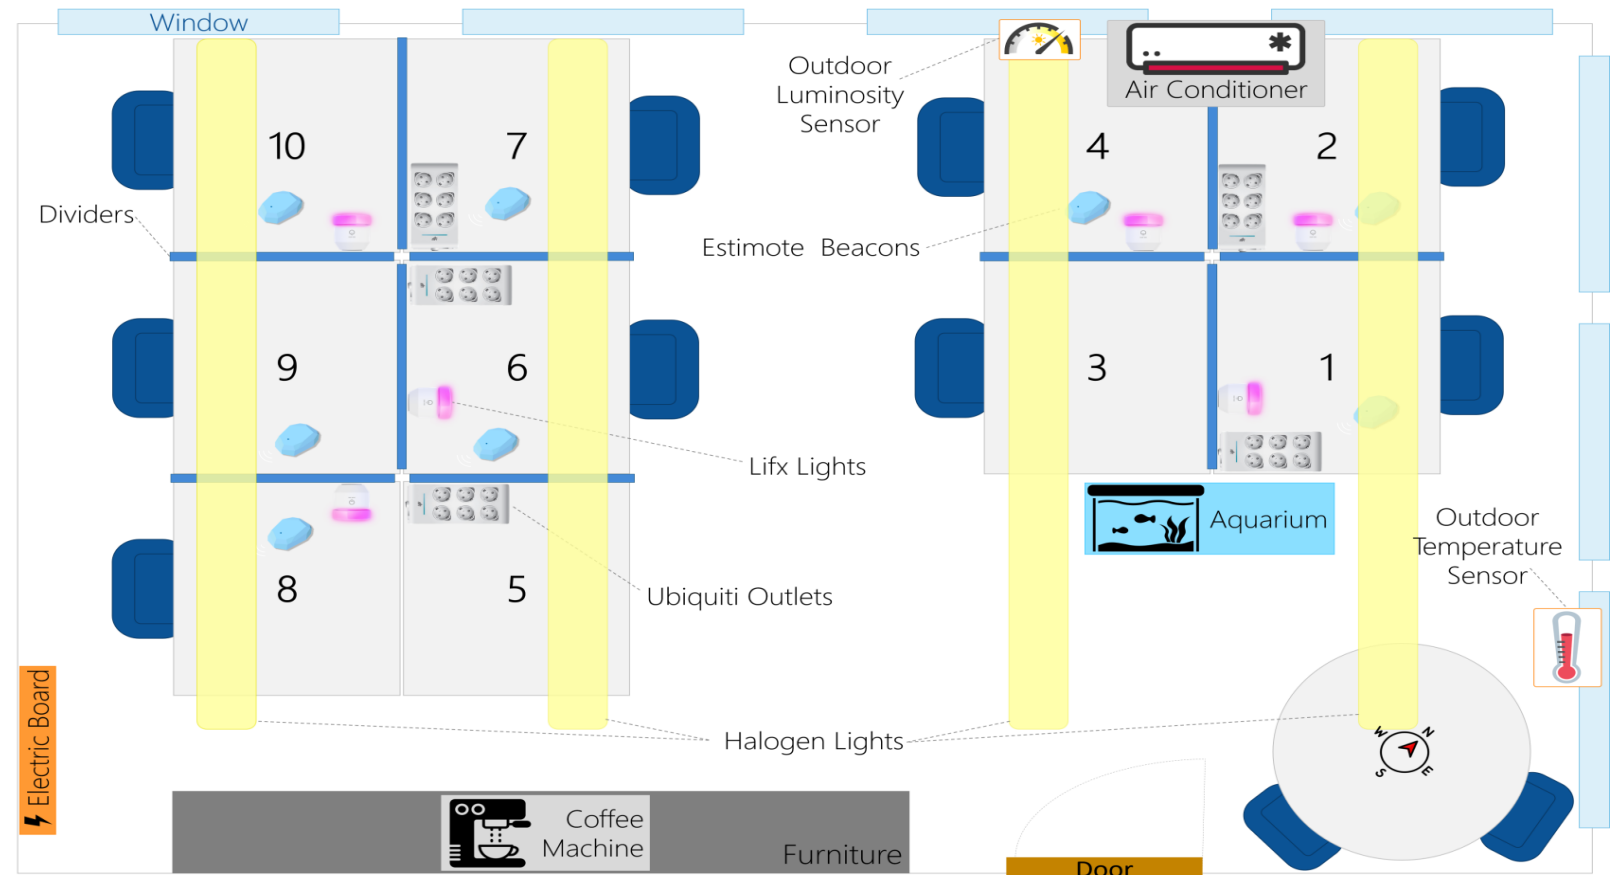 Window
Outdoor
Luminosity
Sensor
Air Conditioner
10
7
4
2
Dividers
Estimote Beacons
9
6
3
1
Lifx Lights
Aquarium
Outdoor
Temperature
Sensor
8
5
Ubiquiti Outlets
Electric Board
Halogen Lights
W
N
S
E
Coffee
Machine
Furniture
Door